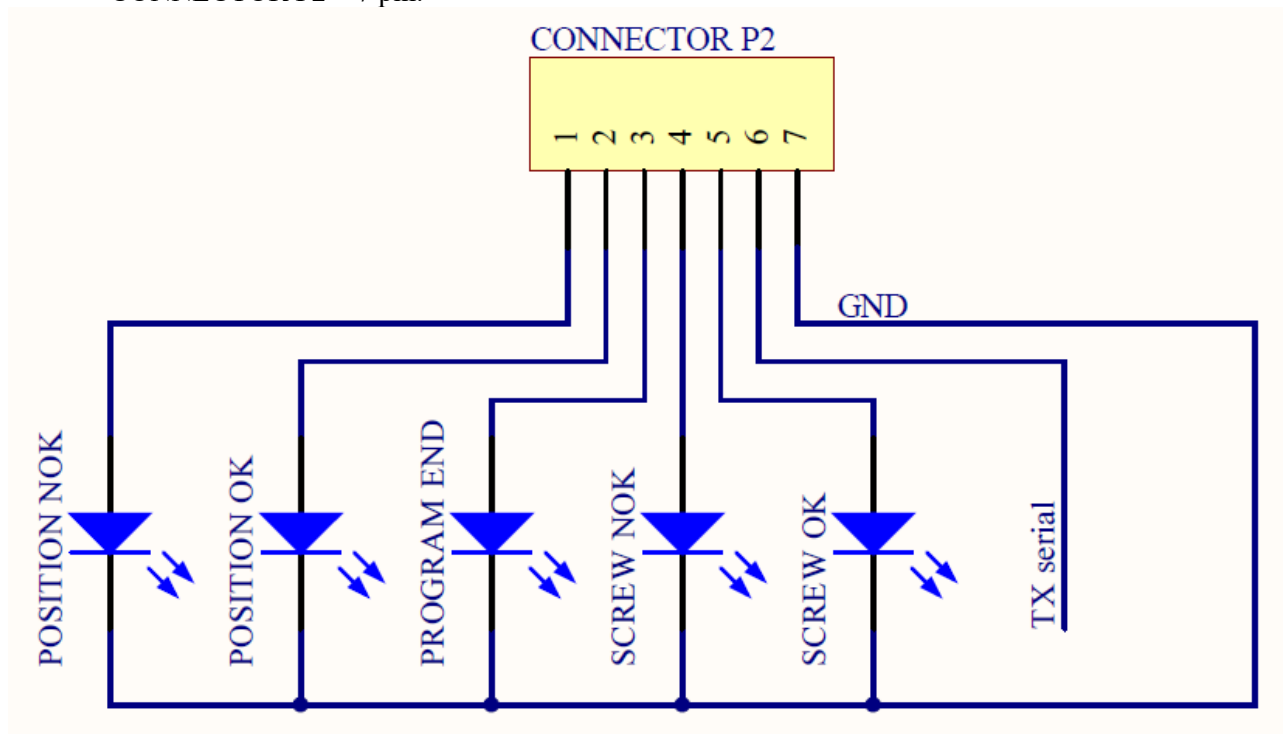 CONNECTOR P2
1 2 3 4 5 6 7
GND
POSITION NOK
POSITION OK
PROGRAM END
SCREW NOK
SCREW OK
TX serial